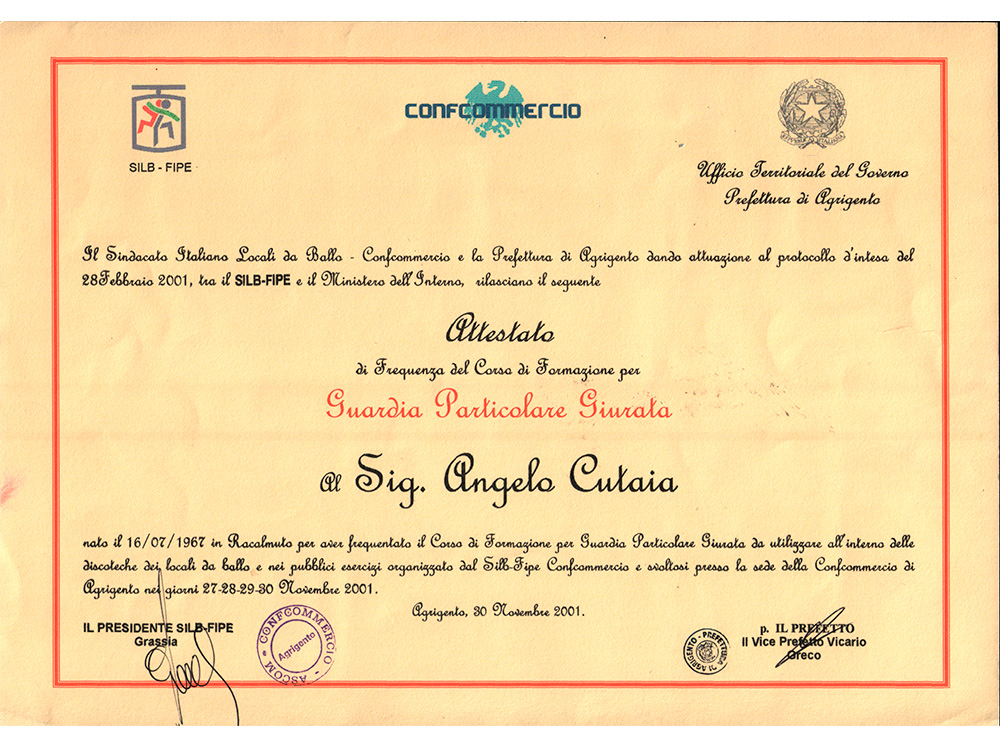 SILB - FIPE
CONFCOMMERCIO
Ufficio Territoriale del Governo
Prefettura di Agrigento
Il Sindacato Italiano Locali da Ballo - Confcommercio e la Prefettura di Agrigento dando attuazione al protocollo d'intesa del
28Febbraio 2001, tra il SILB-FIPE e il Ministero dell'Interno, rilasciano il seguente
Attestato
di Frequenza del Corso di Formazione per
Guardia Particolare Giurata
Al Sig. Angelo Cutaia
nato il 16/07/1967 in Racalmuto per aver frequentato il Corso di Formazione per Guardia Particolare Giurata da utilizzare all'interno delle
discoteche dei locali da ballo e nei pubblici esercizi organizzato dal Silb-Fipe Confcommercio e svoltosi presso la sede della Confcommercio di
Agrigento nei giorni 27-28-29-30 Novembre 2001.
Agrigento, 30 Novembre 2001.
IL PRESIDENTE SILB-FIPE
Grassia
CONFCOMMERCIO - ASCOM -
Agrigento
PREFETTURA DI AGRIGENTO
p. IL PREFETTO
Il Vice Prefetto Vicario
Greco